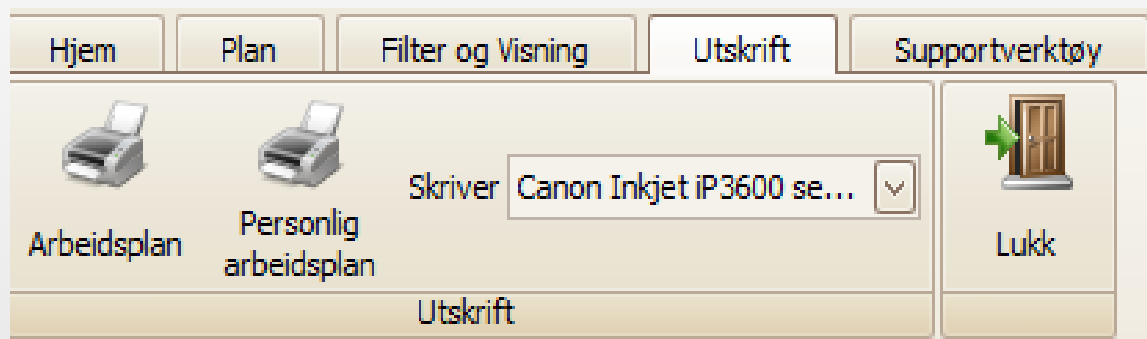 Hjem
Plan
Filter og Visning
Utskrift
Supportverktøy
Arbeidsplan
Personlig
arbeidsplan
Skriver
Canon Inkjet iP3600 se...
Lukk
Utskrift